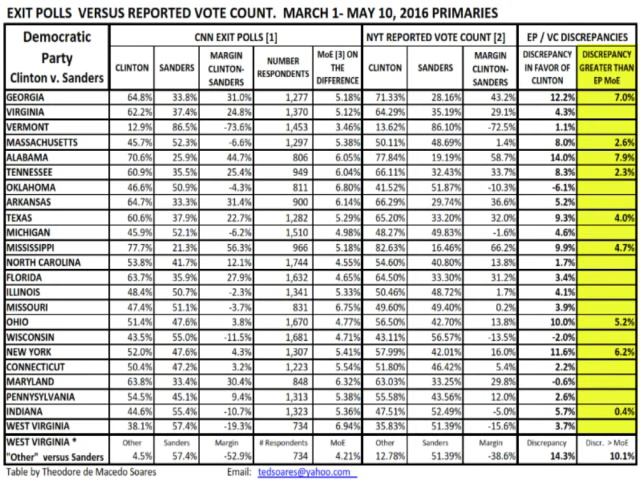 EXIT POLLS VERSUS REPORTED VOTE COUNT. MARCH 1- MAY 10, 2016 PRIMARIES
Democratic Party Clinton v. Sanders CNN EXIT POLLS [1] NYT REPORTED VOTE COUNT [2] EP / VC DISCREPANCIES
CLINTON SANDERS MARGIN CLINTON-SANDERS NUMBER RESPONDENTS MoE [3] ON THE DIFFERENCE CLINTON SANDERS MARGIN CLINTON-SANDERS DISCREPANCY IN FAVOR OF CLINTON DISCREPANCY GREATER THAN EP MoE
GEORGIA 64.8% 33.8% 31.0% 1,277 5.18% 71.33% 28.16% 43.2% 12.2% 7.0%
VIRGINIA 62.2% 37.4% 24.8% 1,370 5.12% 64.29% 35.19% 29.1% 4.3%
VERMONT 12.9% 86.5% -73.6% 1,453 3.46% 13.62% 86.10% -72.5% 1.1%
MASSACHUSETTS 45.7% 52.3% -6.6% 1,297 5.38% 50.11% 48.69% 1.4% 8.0% 2.6%
ALABAMA 70.6% 25.9% 44.7% 806 6.05% 77.84% 19.19% 58.7% 14.0% 7.9%
TENNESSEE 60.9% 35.5% 25.4% 949 6.04% 66.11% 32.43% 33.7% 8.3% 2.3%
OKLAHOMA 46.6% 50.9% -4.3% 811 6.80% 41.52% 51.87% -10.3% -6.1%
ARKANSAS 64.7% 33.3% 31.4% 900 6.14% 66.29% 29.74% 36.6% 5.2%
TEXAS 60.6% 37.9% 22.7% 1,282 5.29% 65.20% 33.20% 32.0% 9.3% 4.0%
MICHIGAN 45.9% 52.1% -6.2% 1,510 4.98% 48.27% 49.83% -1.6% 4.6%
MISSISSIPPI 77.7% 21.3% 56.3% 966 5.18% 82.63% 16.46% 66.2% 9.9% 4.7%
NORTH CAROLINA 53.8% 41.7% 12.1% 1,744 4.55% 54.60% 40.80% 13.8% 1.7%
FLORIDA 63.7% 35.9% 27.9% 1,632 4.65% 64.50% 33.30% 31.2% 3.4%
ILLINOIS 48.4% 50.7% -2.3% 1,341 5.33% 50.46% 48.72% 1.7% 4.1%
MISSOURI 47.4% 51.1% -3.7% 831 6.75% 49.60% 49.40% 0.2% 3.9%
OHIO 51.4% 47.6% 3.8% 1,670 4.77% 56.50% 42.70% 13.8% 10.0% 5.2%
WISCONSIN 43.5% 55.0% -11.5% 1,681 4.71% 43.11% 56.57% -13.5% -2.0%
NEW YORK 52.0% 47.6% 4.3% 1,307 5.41% 57.99% 42.01% 16.0% 11.6% 6.2%
CONNECTICUT 50.4% 47.2% 3.2% 1,223 5.54% 51.80% 46.42% 5.4% 2.2%
MARYLAND 63.8% 33.4% 30.4% 848 6.32% 63.03% 33.25% 29.8% -0.6%
PENNSYLVANIA 54.5% 45.1% 9.4% 1,313 5.38% 55.58% 43.56% 12.0% 2.6%
INDIANA 44.6% 55.4% -10.7% 1,323 5.36% 47.51% 52.49% -5.0% 5.7% 0.4%
WEST VIRGINIA 38.1% 57.4% -19.3% 734 6.94% 35.83% 51.39% -15.6% 3.7%
WEST VIRGINIA * Other Sanders Margin # Respondents MoE Other Sanders Margin Discrepancy Discr. > MoE
"Other" versus Sanders 4.5% 57.4% -52.9% 734 4.21% 12.78% 51.39% -38.6% 14.3% 10.1%
Table by Theodore de Macedo Soares Email: tedsoares@yahoo.com